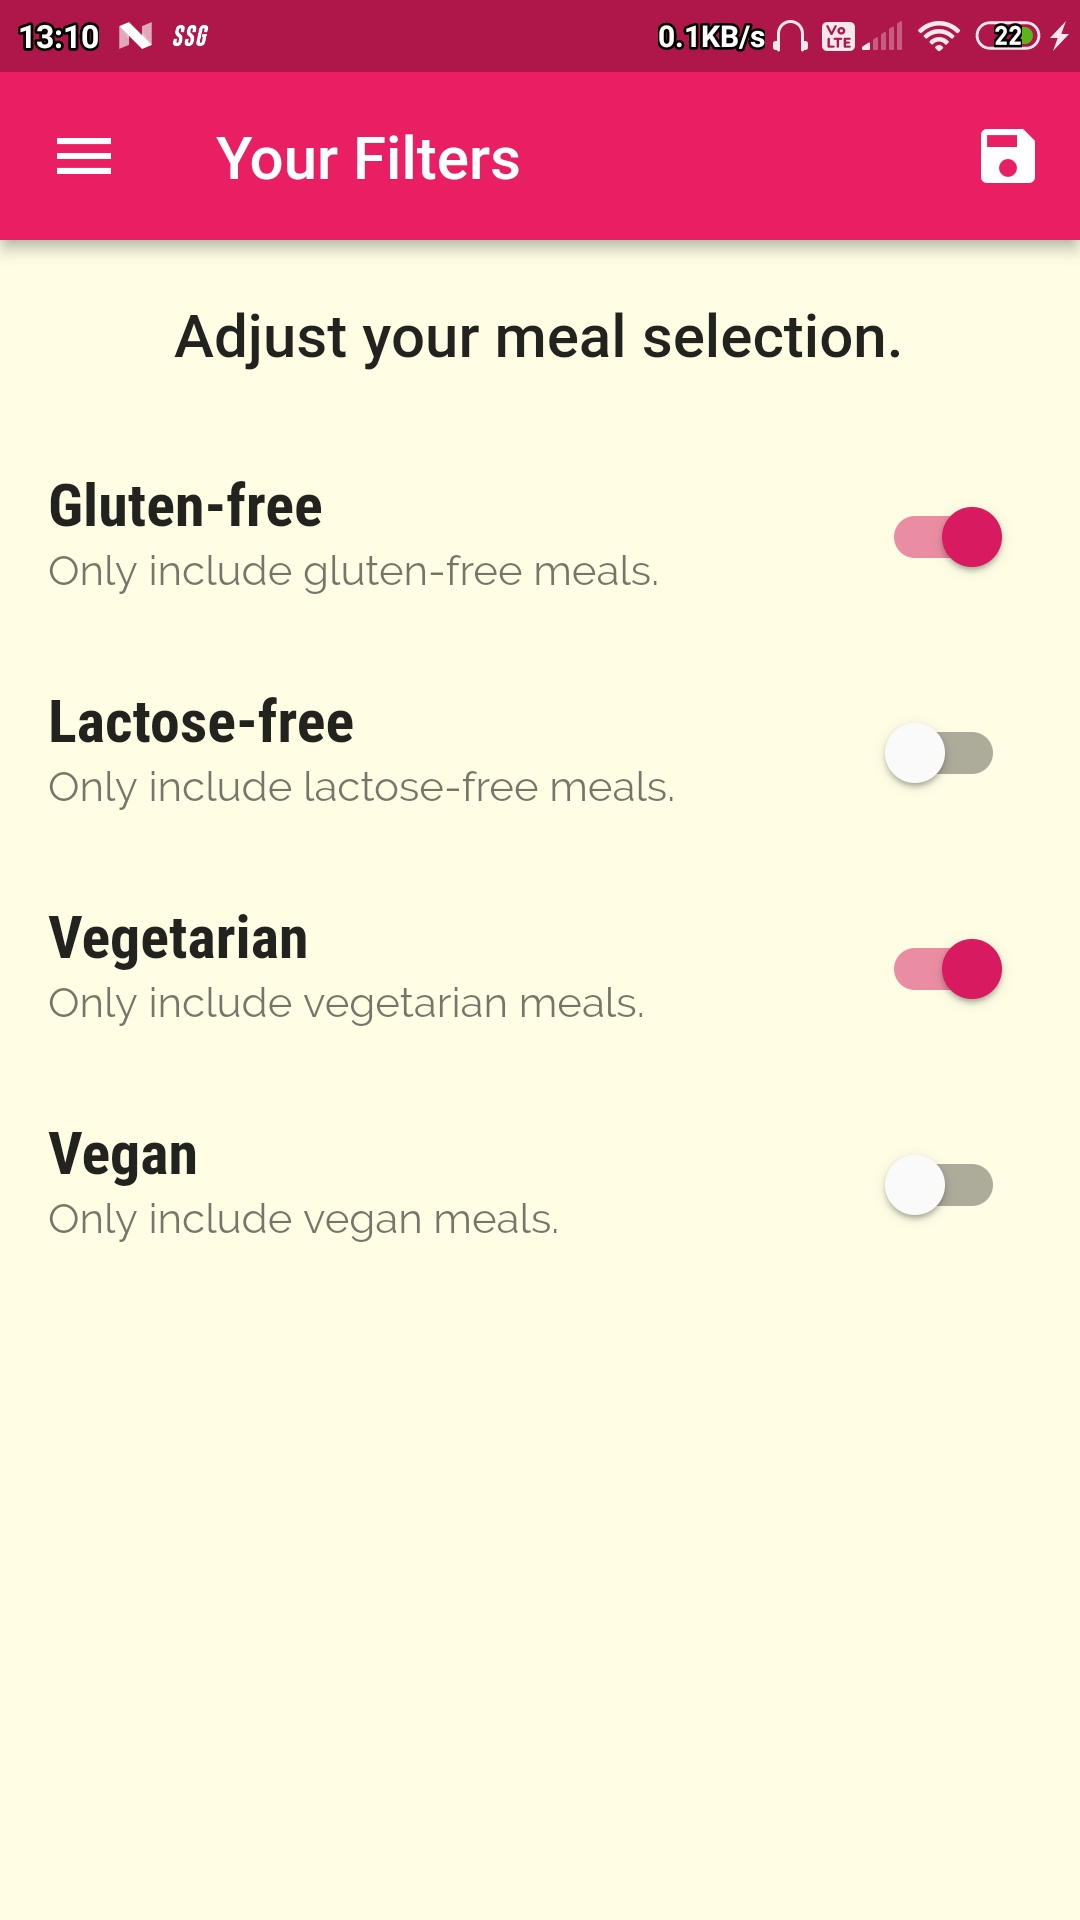 13:10 N SSG 0.1KB/s Vo LTE 22
Your Filters
Adjust your meal selection.
Gluten-free
Only include gluten-free meals.
Lactose-free
Only include lactose-free meals.
Vegetarian
Only include vegetarian meals.
Vegan
Only include vegan meals.